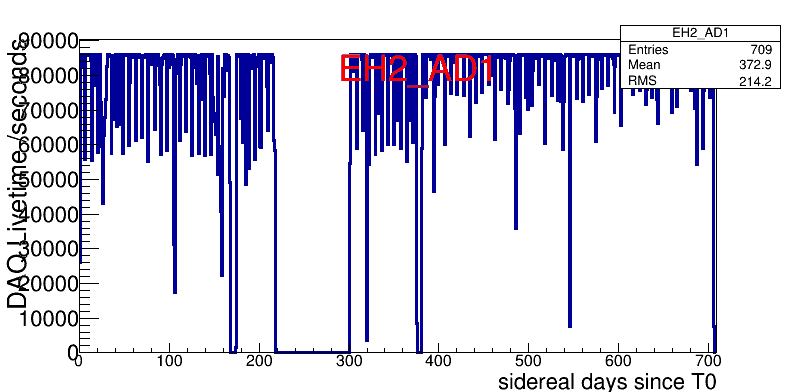 EH2_AD1
Entries 709
Mean 372.9
RMS 214.2
EH2_AD1
DAQ Livetime /seconds
90000
80000
70000
60000
50000
40000
30000
20000
10000
0
0 100 200 300 400 500 600 700
sidereal days since T0